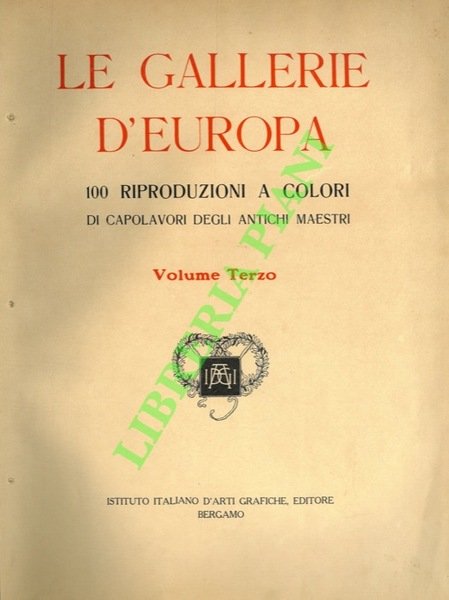 LE GALLERIE
D'EUROPA
100 RIPRODUZIONI A COLORI
DI CAPOLAVORI DEGLI ANTICHI MAESTRI
Volume Terzo
LIBRERIA PIANI
ISTITUTO ITALIANO D'ARTI GRAFICHE, EDITORE
BERGAMO